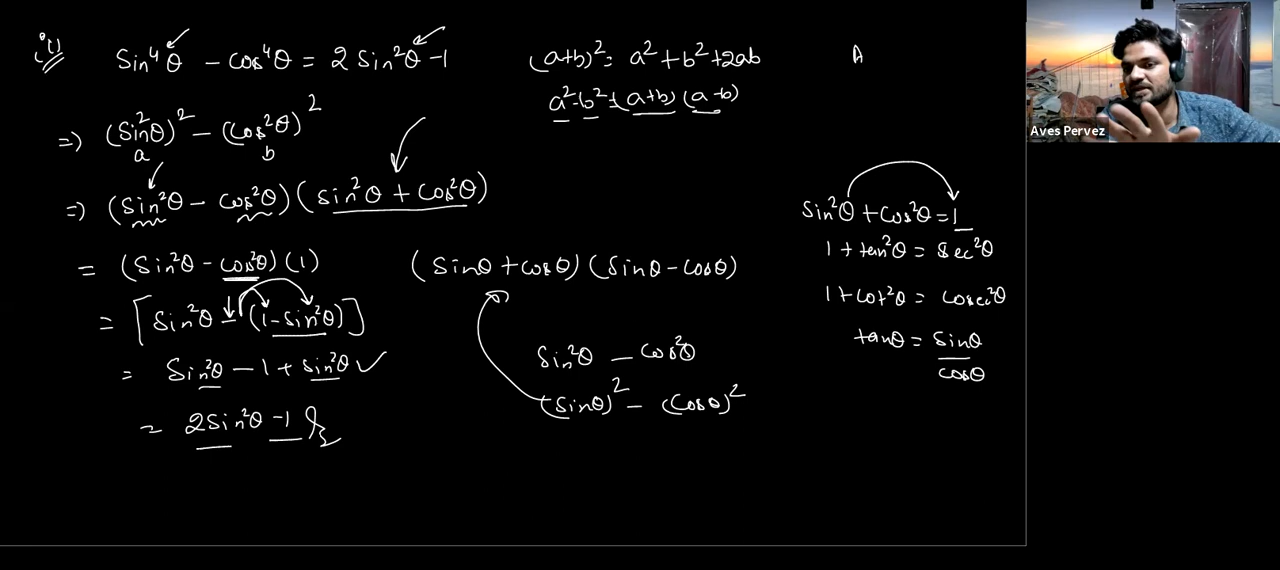 ii)
Sin⁴θ - cos⁴θ = 2 Sin²θ - 1
⇒ (Sin²θ)² - (Cos²θ)²
a b
⇒ (Sin²θ - cos²θ) (sin²θ + cos²θ)
= (Sin²θ - cos²θ) (1)
= [Sin²θ - (1 - sin²θ)]
= Sin²θ - 1 + sin²θ ✓
= 2Sin²θ - 1
(a+b)² = a² + b² + 2ab
a² - b² = (a+b) (a-b)
(Sinθ + cosθ) (Sinθ - cosθ)
Sin²θ - Cos²θ
(Sinθ)² - (Cosθ)²
A
Sin²θ + Cos²θ = 1
1 + tan²θ = Sec²θ
1 + cot²θ = cosec²θ
tanθ = sinθ
cosθ
Aves Pervez